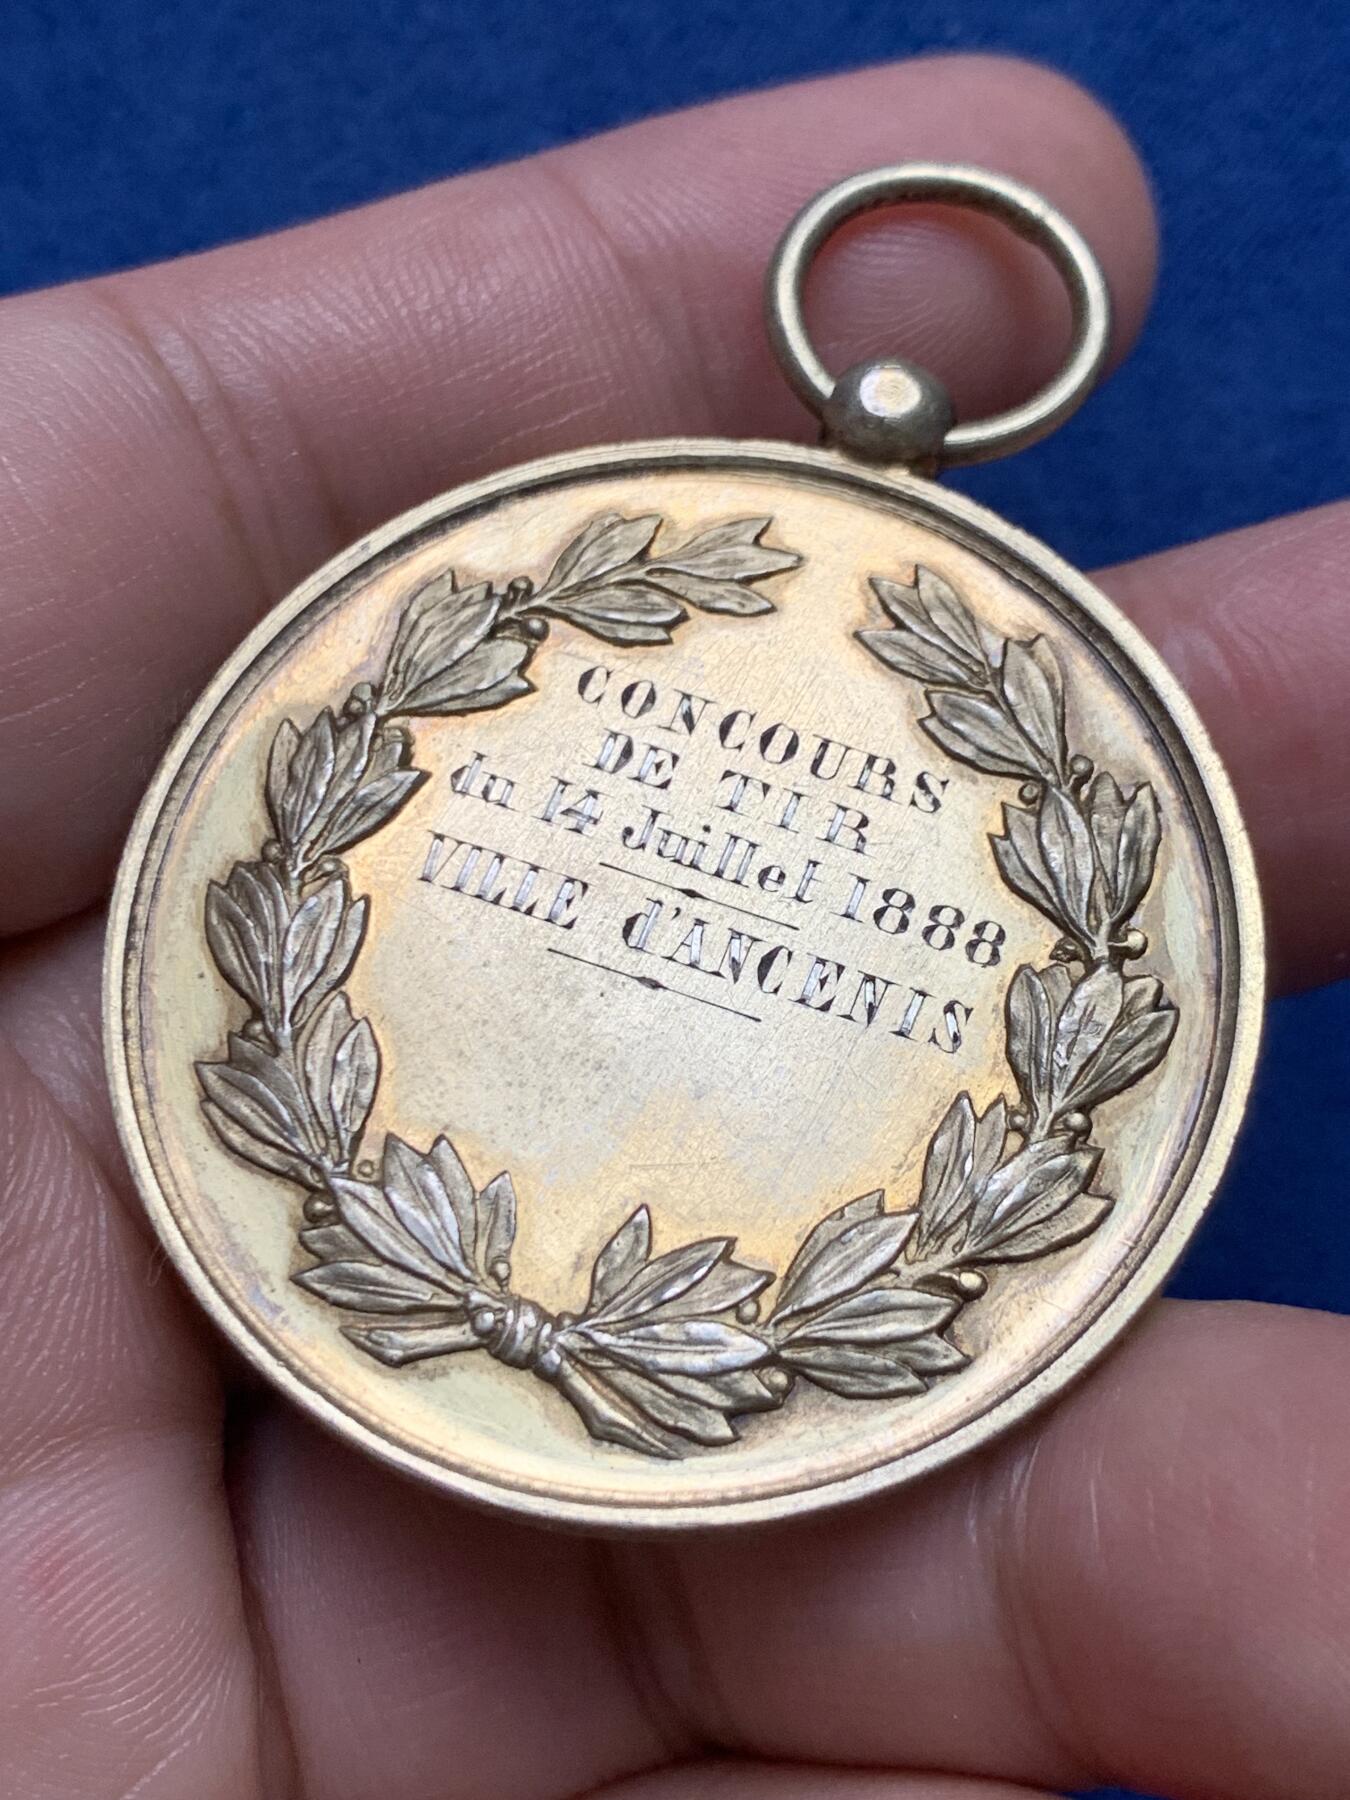 CONCOURS
DE TIR
du 14 Juillet 1888
VILLE d'ANCENIS